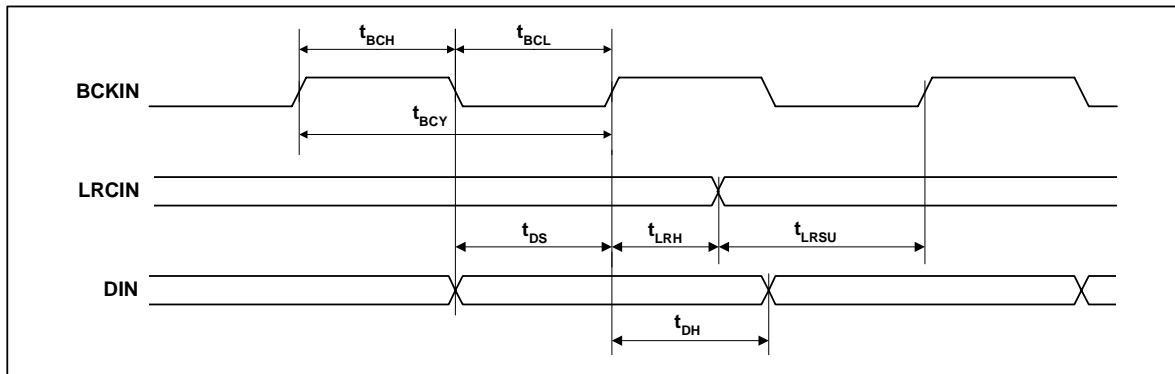 tBCH tBCL
BCKIN
tBCY
LRCIN
tDS tLRH tLRSU
DIN
tDH